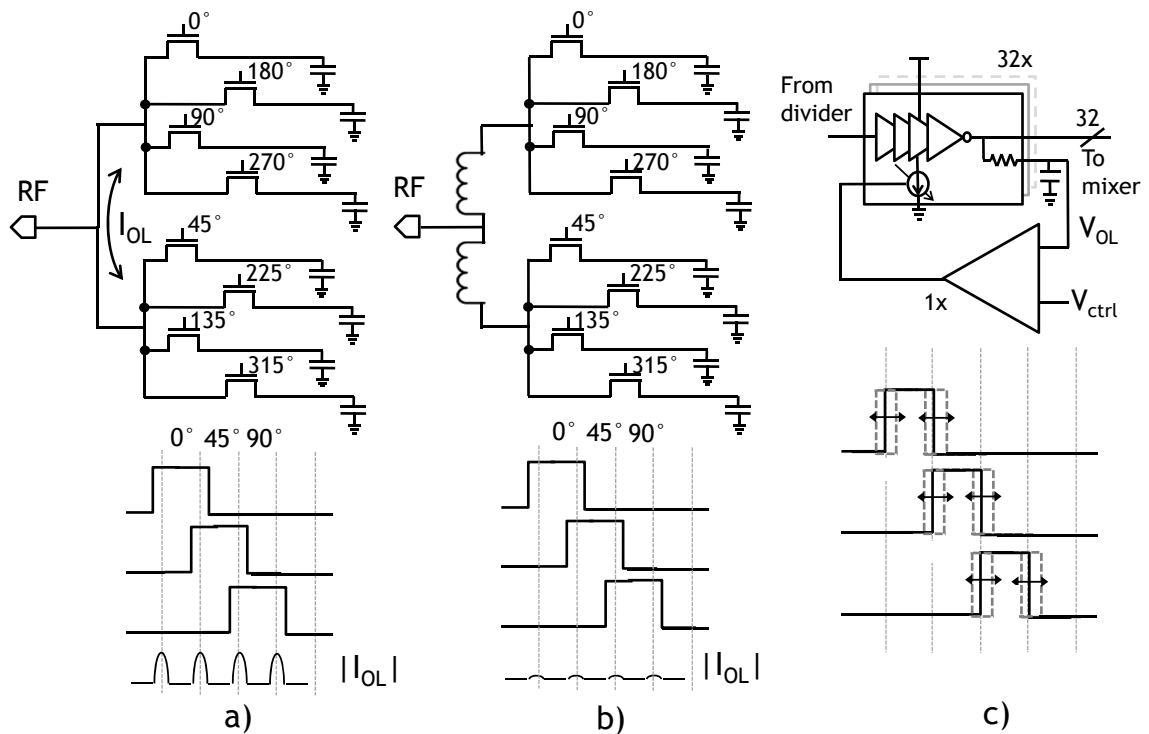 0°
180°
90°
270°
RF
I_OL
45°
225°
135°
315°
0° 45° 90°
|I_OL|
a)
0°
180°
90°
270°
RF
45°
225°
135°
315°
0° 45° 90°
|I_OL|
b)
32x
From
divider
32
To
mixer
V_OL
1x
V_ctrl
c)